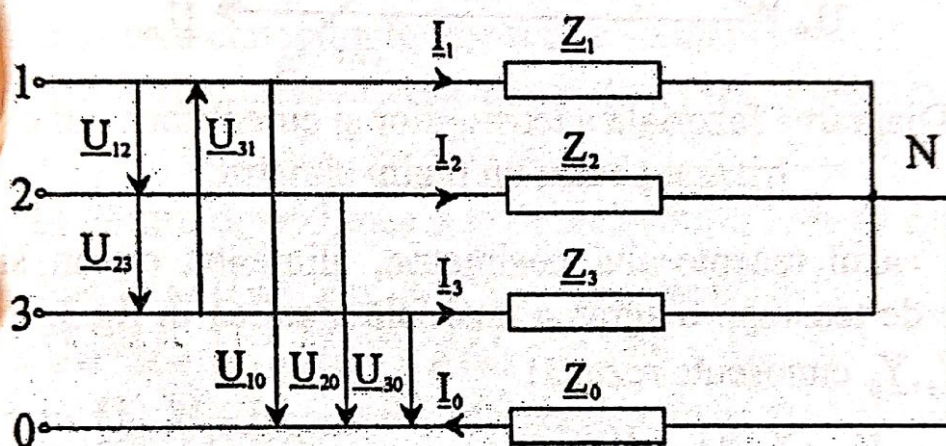 I₁ Z₁
1
U₁₂ U₃₁ I₂ Z₂ N
2
U₂₃ I₃ Z₃
3
U₁₀ U₂₀ U₃₀ I₀ Z₀
0